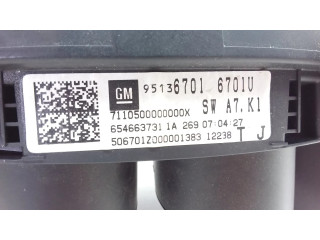 GM 95136701 6701U
7110500000000X SW A7.K1
654663731 1A 269 07:04:27
506701Z000001383 12238 T J